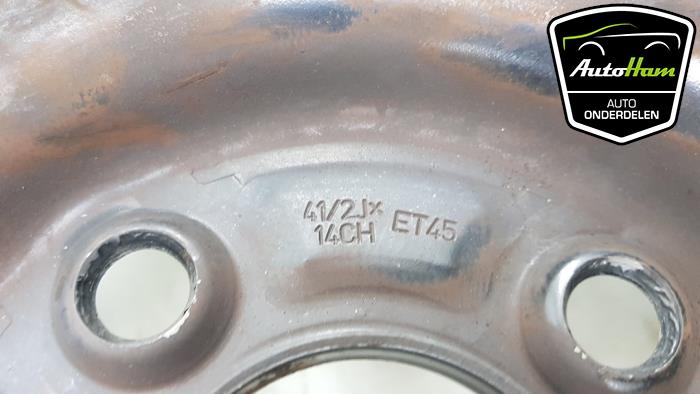 AutoHam
AUTO
ONDERDELEN
41/2Jx
14CH ET45